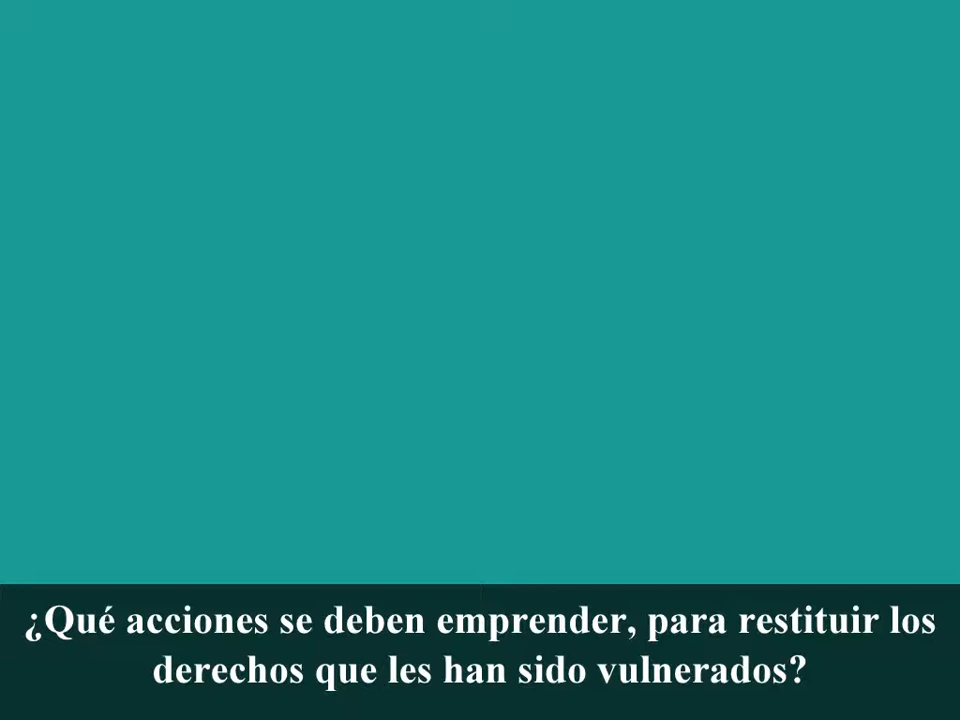 ¿Qué acciones se deben emprender, para restituir los
derechos que les han sido vulnerados?